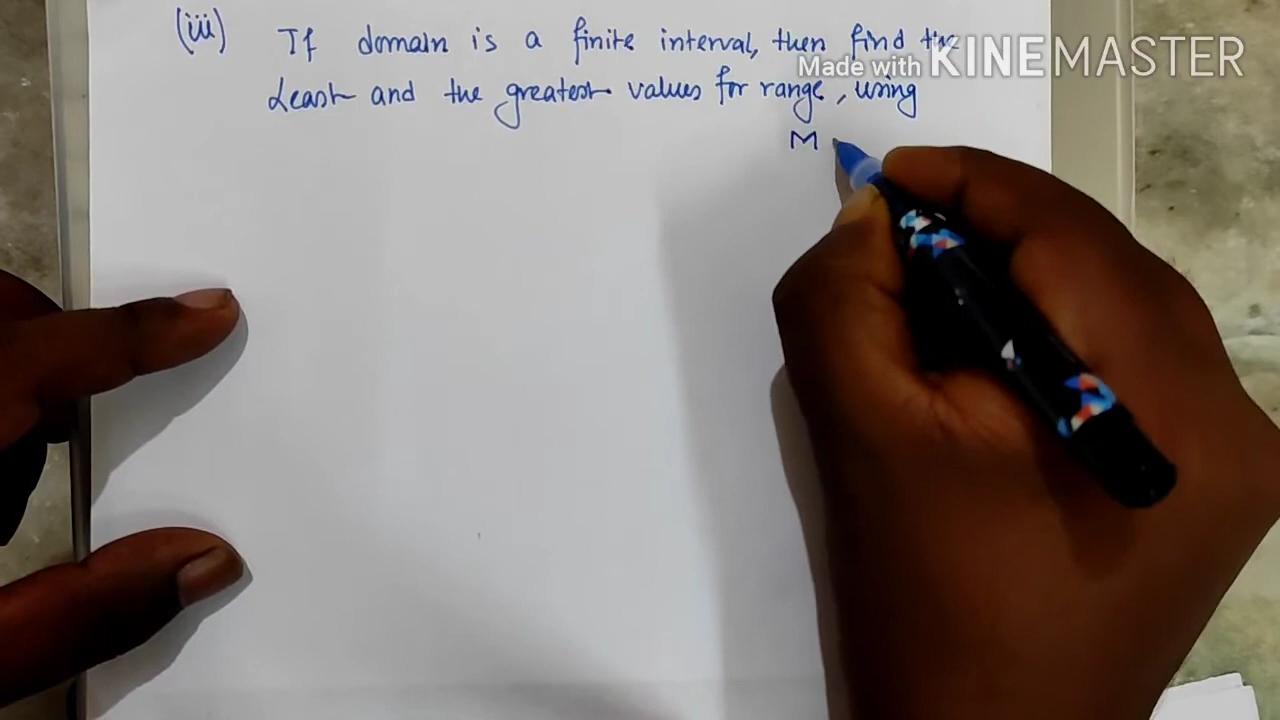 (iii) If domain is a finite interval, then find the
Made with KINEMASTER
Least and the greatest values for range, using
M